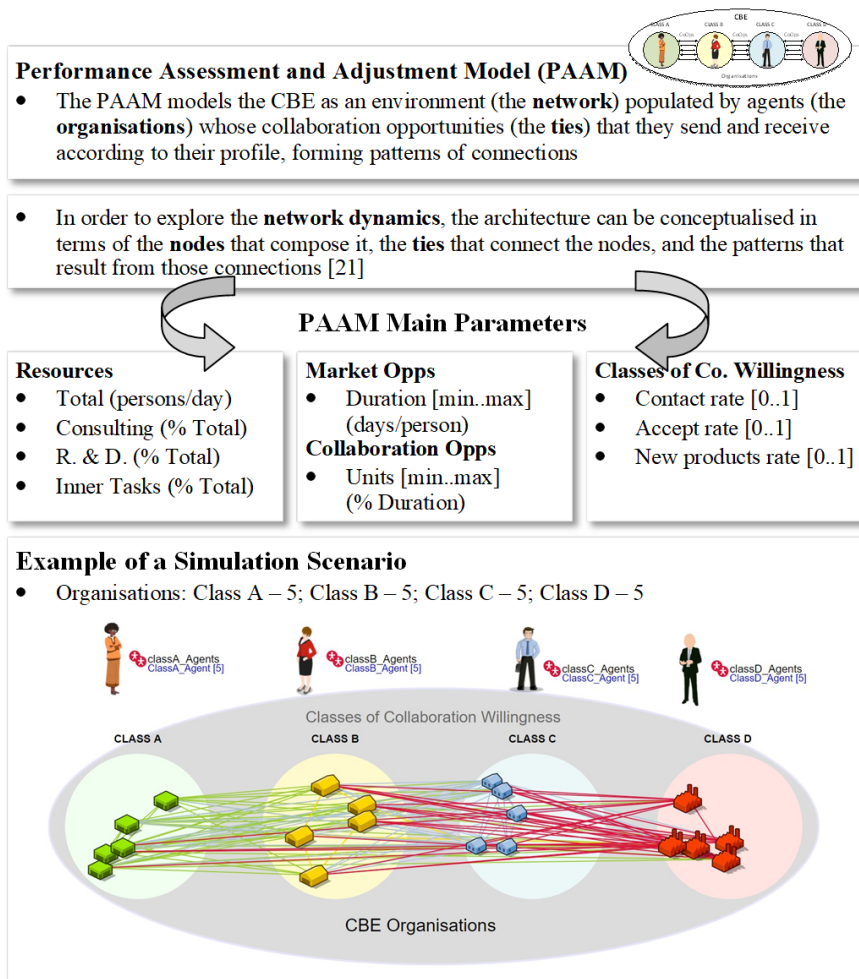 CBE
CLASS A CLASS B CLASS C CLASS D
CoOps CoOps CoOps
Organisations
Performance Assessment and Adjustment Model (PAAM)
• The PAAM models the CBE as an environment (the network) populated by agents (the
organisations) whose collaboration opportunities (the ties) that they send and receive
according to their profile, forming patterns of connections
• In order to explore the network dynamics, the architecture can be conceptualised in
terms of the nodes that compose it, the ties that connect the nodes, and the patterns that
result from those connections [21]
PAAM Main Parameters
Resources
• Total (persons/day)
• Consulting (% Total)
• R. & D. (% Total)
• Inner Tasks (% Total)
Market Opps
• Duration [min..max]
(days/person)
Collaboration Opps
• Units [min..max]
(% Duration)
Classes of Co. Willingness
• Contact rate [0..1]
• Accept rate [0..1]
• New products rate [0..1]
Example of a Simulation Scenario
• Organisations: Class A – 5; Class B – 5; Class C – 5; Class D – 5
classA_Agents
ClassA_Agent [5]
classB_Agents
ClassB_Agent [5]
classC_Agents
ClassC_Agent [5]
classD_Agents
ClassD_Agent [5]
Classes of Collaboration Willingness
CLASS A CLASS B CLASS C CLASS D
CBE Organisations